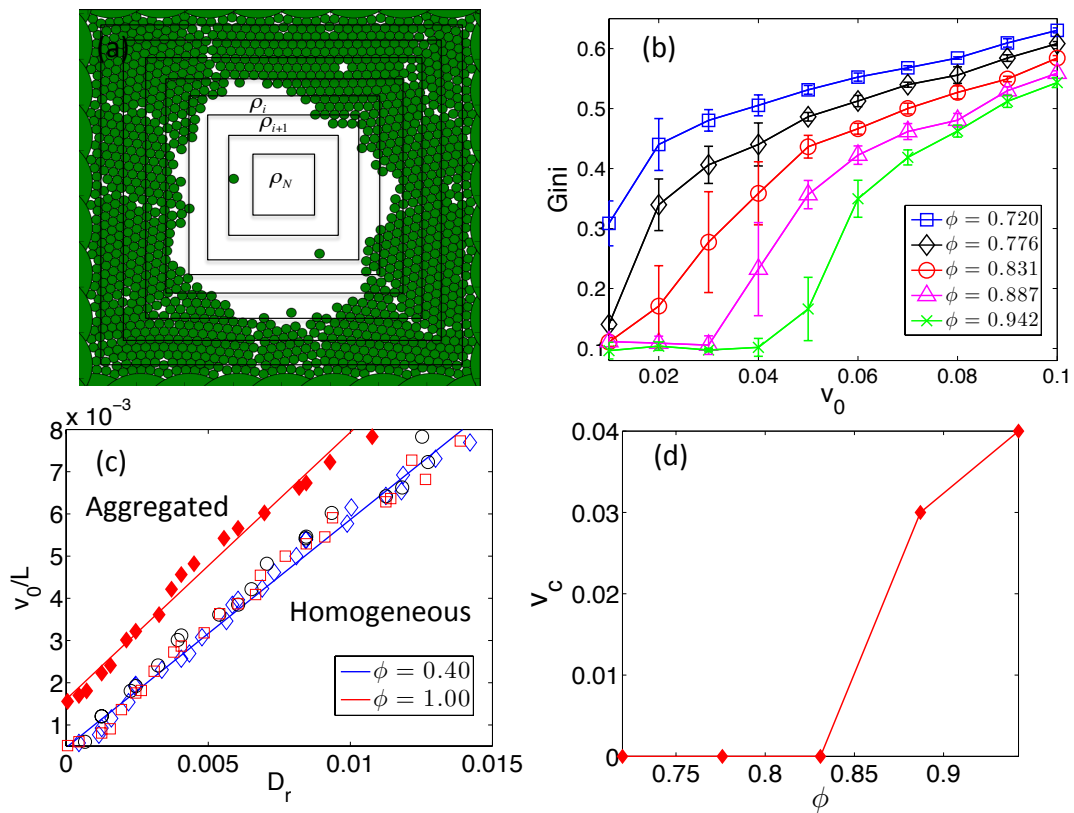 (a)
ρi
ρi+1
ρN
(b)
Gini
0.6
0.5
0.4
0.3
0.2
0.1
0.02 0.04 0.06 0.08 0.1
v0
ϕ = 0.720
ϕ = 0.776
ϕ = 0.831
ϕ = 0.887
ϕ = 0.942
x 10−3
(c)
Aggregated
Homogeneous
v0/L
8
7
6
5
4
3
2
1
0 0.005 0.01 0.015
Dr
ϕ = 0.40
ϕ = 1.00
(d)
vc
0.04
0.03
0.02
0.01
0
0.75 0.8 0.85 0.9
ϕ